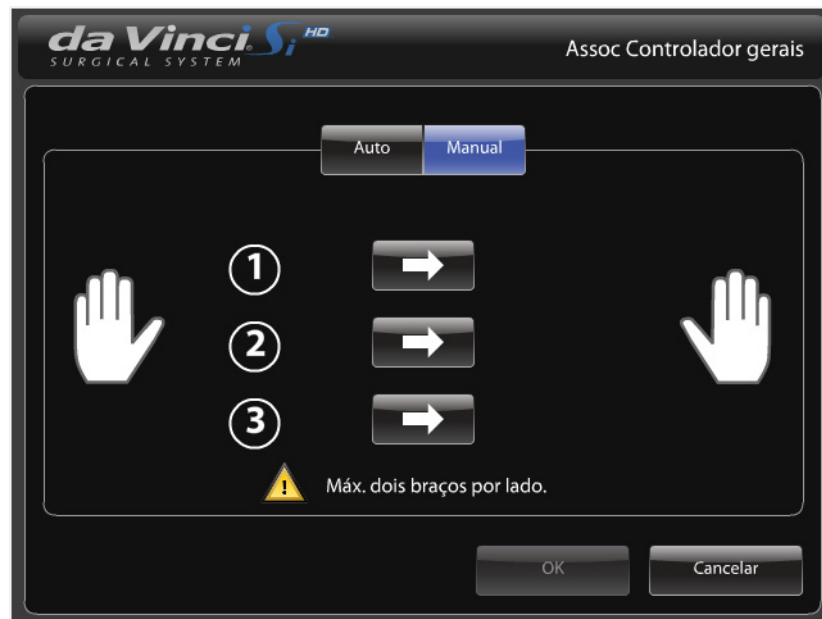 da Vinci. Si HD
SURGICAL SYSTEM
Assoc Controlador gerais
Auto
Manual
1
2
3
Máx. dois braços por lado.
OK
Cancelar